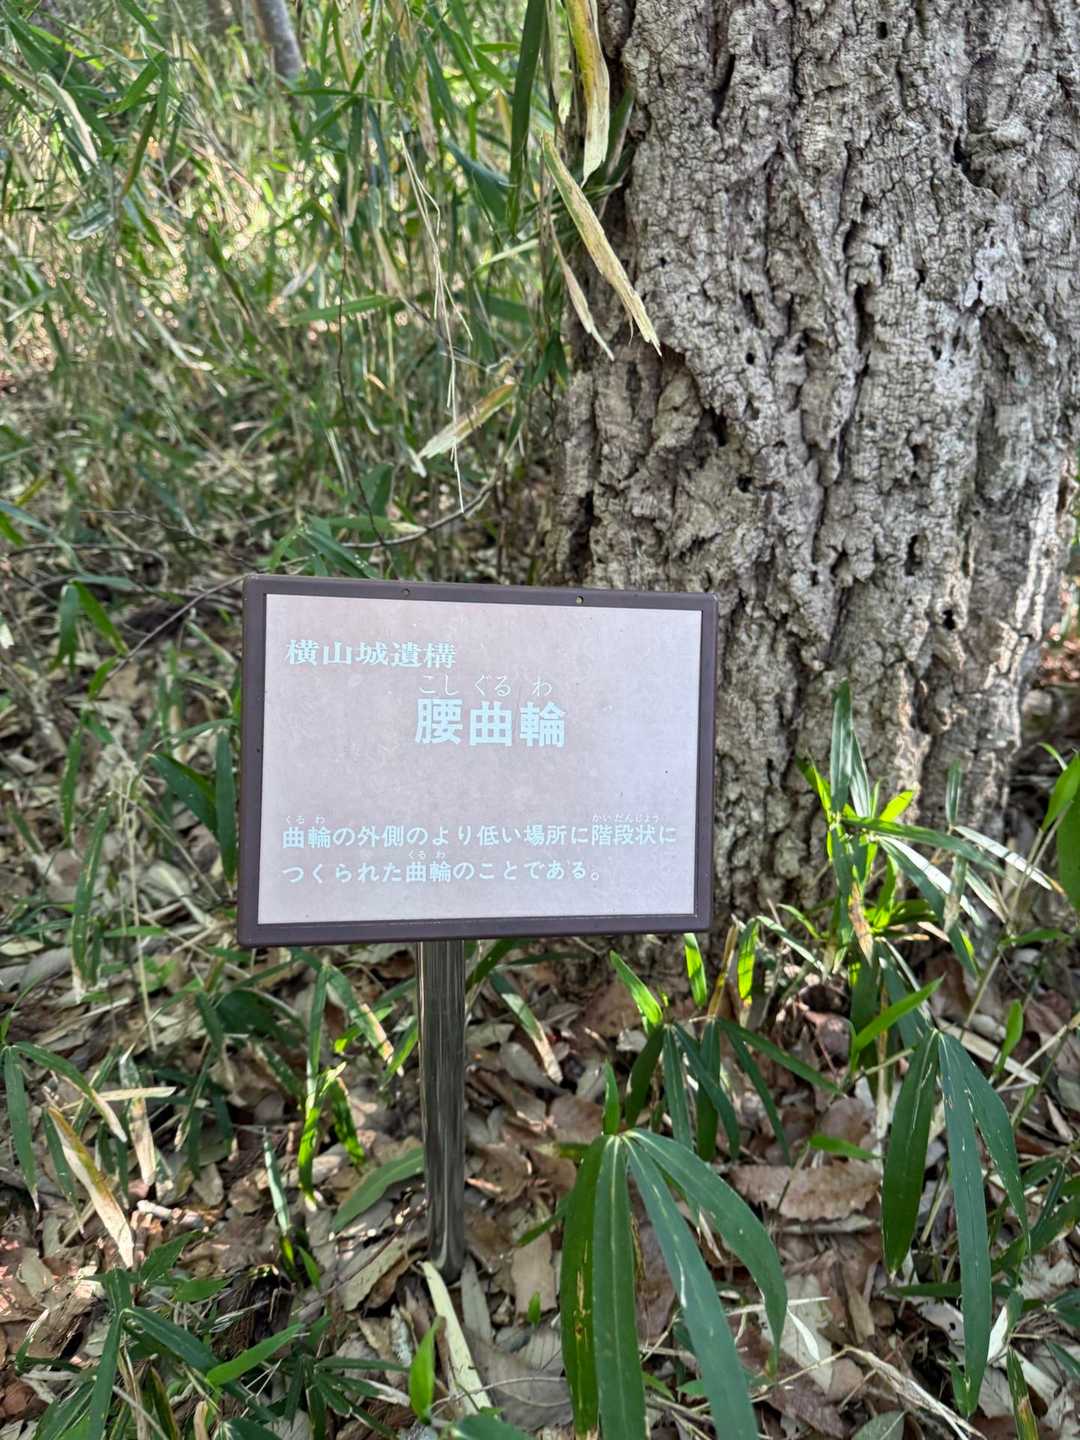 横山城遺構
こしぐるわ
腰曲輪
くるわ かいだんじょう
曲輪の外側のより低い場所に階段状に
くるわ
つくられた曲輪のことである。